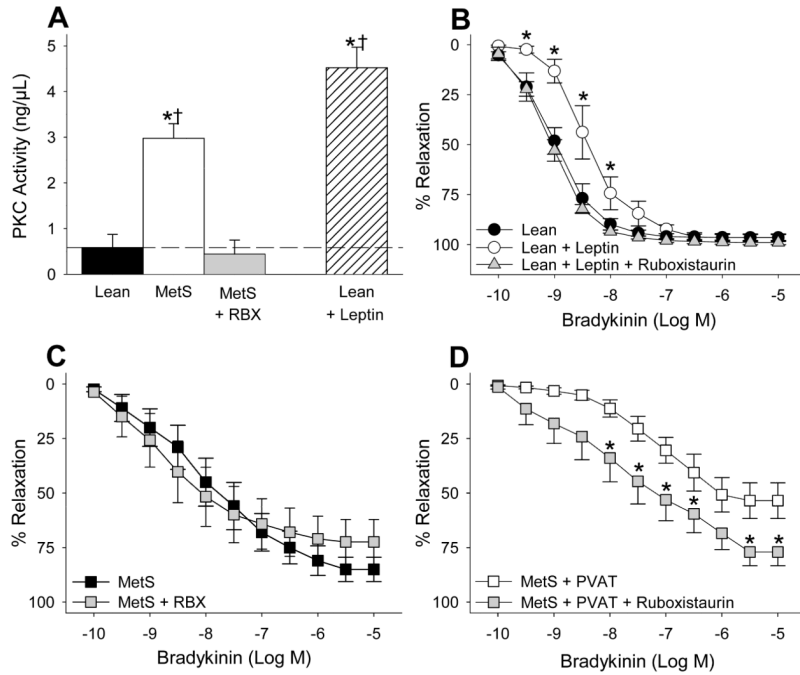 A
PKC Activity (ng/μL)
5
4
3
2
1
0
*†
*†
Lean
MetS
MetS
+ RBX
Lean
+ Leptin
B
% Relaxation
0
25
50
75
100
*
*
*
*
Lean
Lean + Leptin
Lean + Leptin + Ruboxistaurin
-10 -9 -8 -7 -6 -5
Bradykinin (Log M)
C
% Relaxation
0
25
50
75
100
MetS
MetS + RBX
-10 -9 -8 -7 -6 -5
Bradykinin (Log M)
D
% Relaxation
0
25
50
75
100
*
*
*
*
* *
MetS + PVAT
MetS + PVAT + Ruboxistaurin
-10 -9 -8 -7 -6 -5
Bradykinin (Log M)